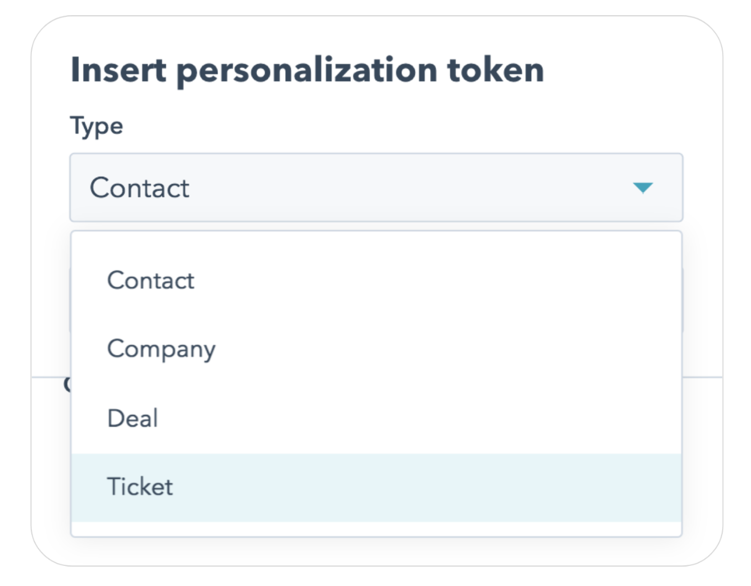 Insert personalization token
Type
Contact
Contact
Company
Deal
Ticket